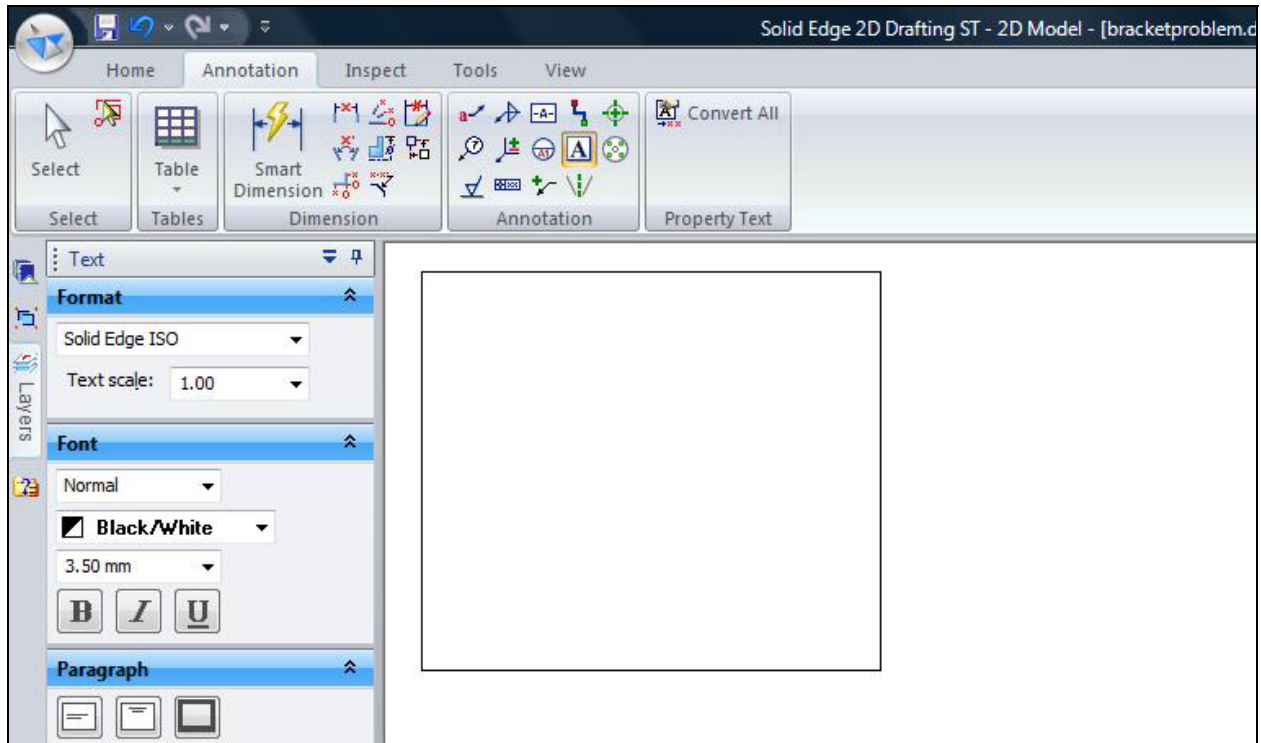 Solid Edge 2D Drafting ST - 2D Model - [bracketproblem.d
Home Annotation Inspect Tools View
Select
Table
Smart
Dimension
Convert All
Select Tables Dimension Annotation Property Text
Text
Format
Solid Edge ISO
Text scale: 1.00
Layers
Font
Normal
Black/White
3.50 mm
B I U
Paragraph